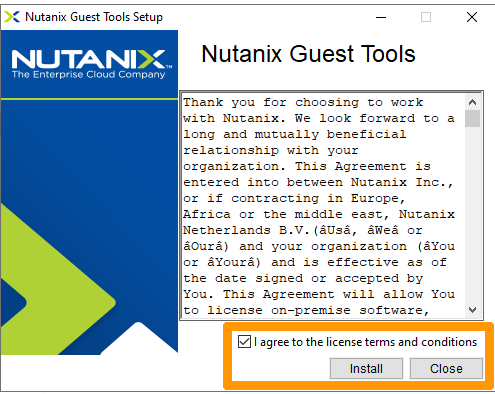 Nutanix Guest Tools Setup
NUTANIX™
The Enterprise Cloud Company
Nutanix Guest Tools
Thank you for choosing to work
with Nutanix. We look forward to a
long and mutually beneficial
relationship with your
organization. This Agreement is
entered into between Nutanix Inc.,
or if contracting in Europe,
Africa or the middle east, Nutanix
Netherlands B.V.(âUsâ, âWeâ or
âOurâ) and your organization (âYou
or âYourâ) and is effective as of
the date signed or accepted by
You. This Agreement will allow You
to license on-premise software,
I agree to the license terms and conditions
Install
Close